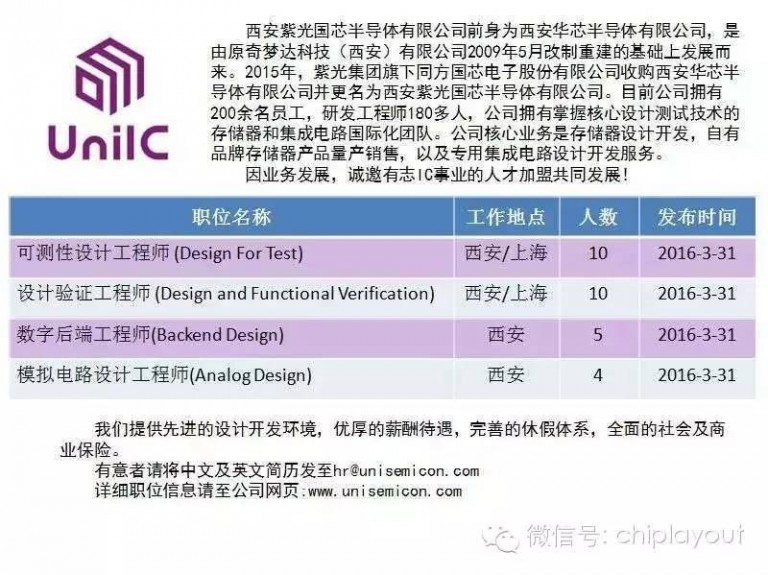 西安紫光国芯半导体有限公司前身为西安华芯半导体有限公司，是
由原奇梦达科技（西安）有限公司2009年5月改制重建的基础上发展而
来。2015年，紫光集团旗下同方国芯电子股份有限公司收购西安华芯半
导体有限公司并更名为西安紫光国芯半导体有限公司。目前公司拥有
200余名员工，研发工程师180多人，公司拥有掌握核心设计测试技术的
存储器和集成电路国际化团队。公司核心业务是存储器设计开发，自有
品牌存储器产品量产销售，以及专用集成电路设计开发服务。
因业务发展，诚邀有志IC事业的人才加盟共同发展！
UniIC
职位名称 工作地点 人数 发布时间
可测性设计工程师 (Design For Test) 西安/上海 10 2016-3-31
设计验证工程师 (Design and Functional Verification) 西安/上海 10 2016-3-31
数字后端工程师(Backend Design) 西安 5 2016-3-31
模拟电路设计工程师(Analog Design) 西安 4 2016-3-31
我们提供先进的设计开发环境，优厚的薪酬待遇，完善的休假体系，全面的社会及商
业保险。
有意者请将中文及英文简历发至hr@unisemicon.com
详细职位信息请至公司网页:www.unisemicon.com
微信号: chiplayout